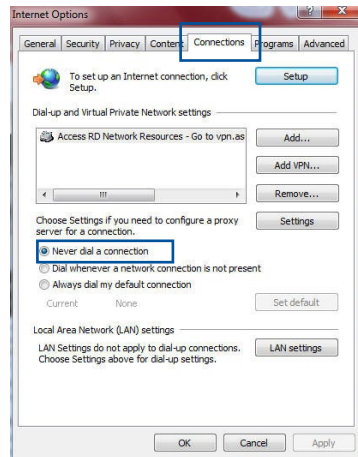 Internet Options
General Security Privacy Content Connections Programs Advanced
To set up an Internet connection, click Setup.
Setup
Dial-up and Virtual Private Network settings
Access RD Network Resources - Go to vpn.as
Add...
Add VPN...
Remove...
Choose Settings if you need to configure a proxy
server for a connection.
Settings
Never dial a connection
Dial whenever a network connection is not present
Always dial my default connection
Current None
Set default
Local Area Network (LAN) settings
LAN Settings do not apply to dial-up connections.
Choose Settings above for dial-up settings.
LAN settings
OK Cancel Apply